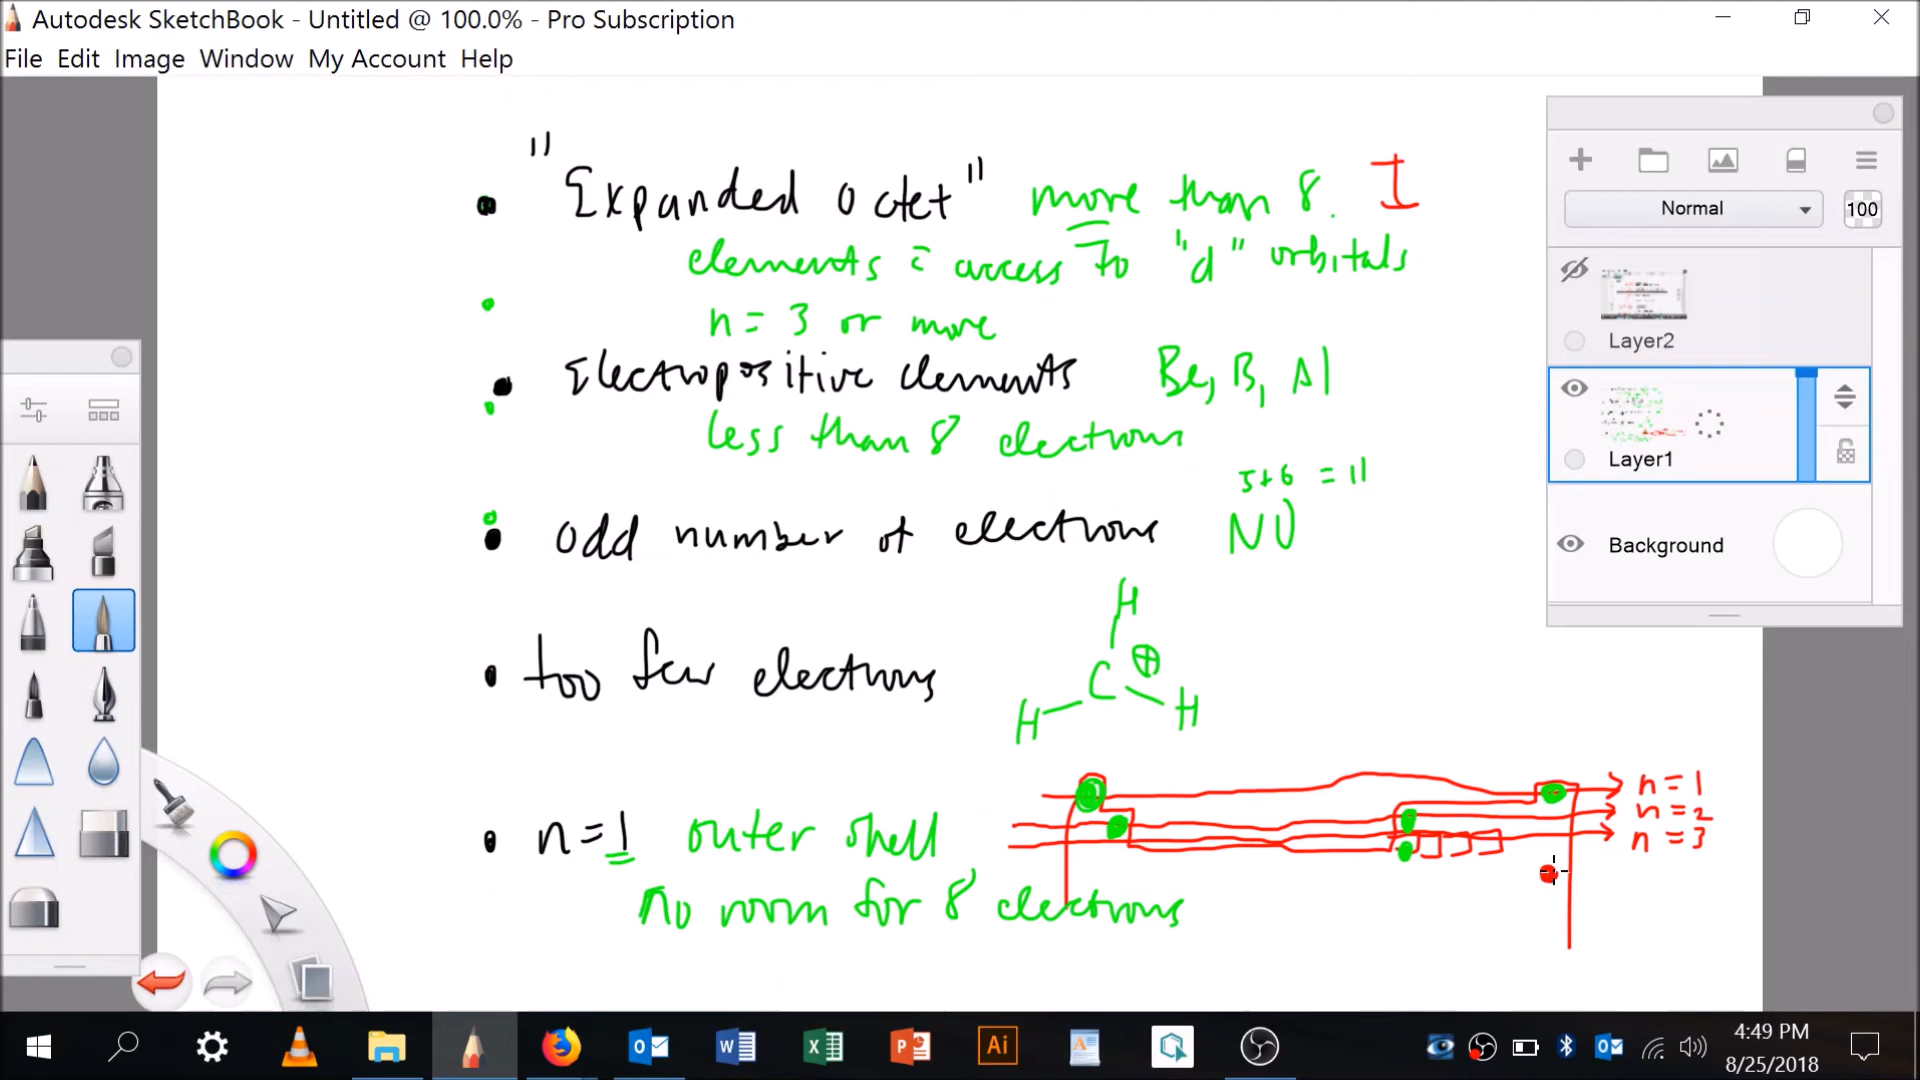 Autodesk SketchBook - Untitled @ 100.0% - Pro Subscription
File Edit Image Window My Account Help
"Expanded octet" more than 8. I
elements = access to "d" orbitals
n = 3 or more
Electropositive elements Be, B, Al
less than 8 electrons
5+6 = 11
odd number of electrons NO
H
too few electrons C ⊕
H H
n = 1
n=1 outer shell n = 2
n = 3
no room for 8 electrons
Normal 100
Layer2
Layer1
Background
Ai
4:49 PM
8/25/2018